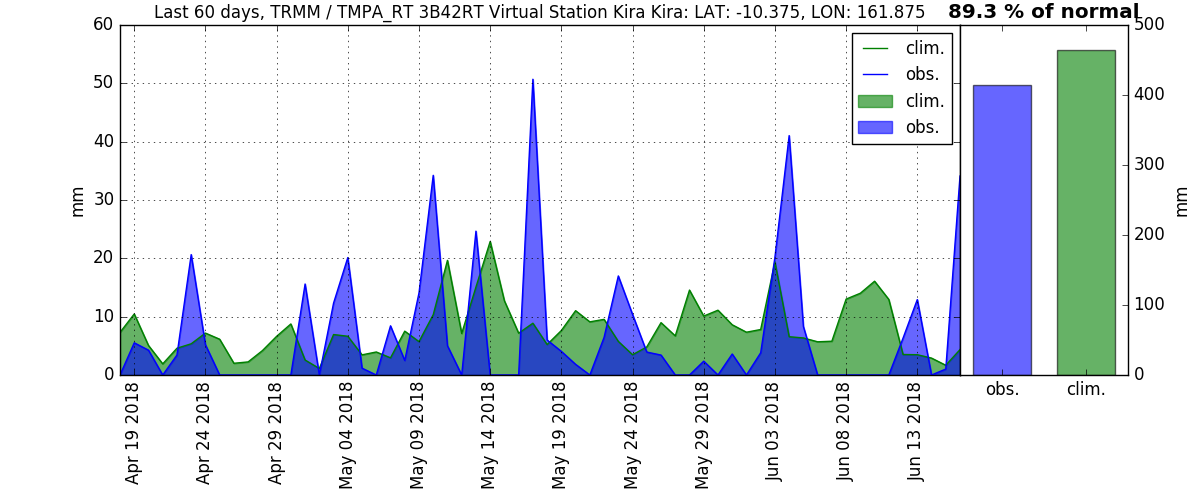 Last 60 days, TRMM / TMPA_RT 3B42RT Virtual Station Kira Kira: LAT: -10.375, LON: 161.875
89.3 % of normal
60
50
40
30
20
10
0
mm
clim.
obs.
clim.
obs.
500
400
300
200
100
0
mm
Apr 19 2018
Apr 24 2018
Apr 29 2018
May 04 2018
May 09 2018
May 14 2018
May 19 2018
May 24 2018
May 29 2018
Jun 03 2018
Jun 08 2018
Jun 13 2018
obs.
clim.